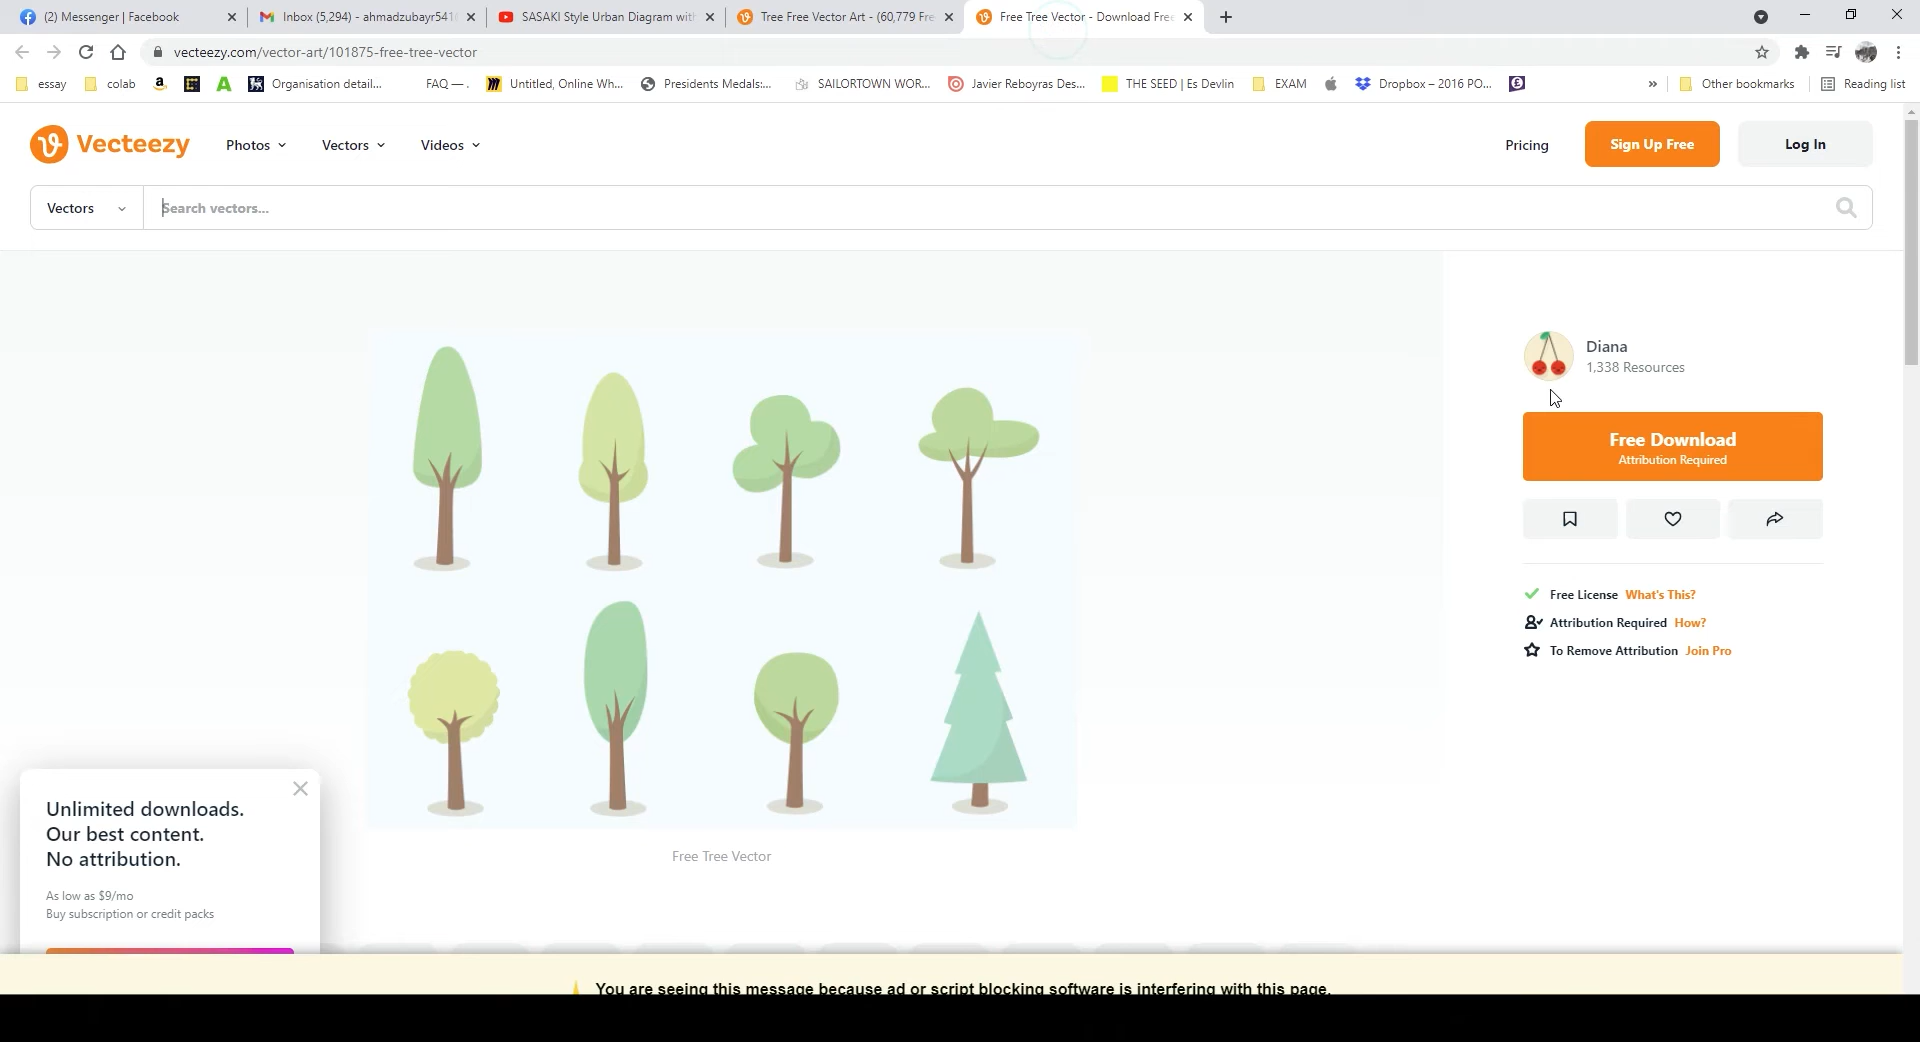 (2) Messenger | Facebook
Inbox (5,294) - ahmadzubayr541
SASAKI Style Urban Diagram with
Tree Free Vector Art - (60,779 Fre
Free Tree Vector - Download Free
vecteezy.com/vector-art/101875-free-tree-vector
essay
colab
Organisation detail...
FAQ — .
Untitled, Online Wh...
Presidents Medals:...
SAILORTOWN WOR...
Javier Reboyras Des...
THE SEED | Es Devlin
EXAM
Dropbox – 2016 PO...
»
Other bookmarks
Reading list
Vecteezy
Photos
Vectors
Videos
Pricing
Sign Up Free
Log In
Vectors
Search vectors...
Diana
1,338 Resources
Free Download
Attribution Required
Free License What's This?
Attribution Required How?
To Remove Attribution Join Pro
Free Tree Vector
Unlimited downloads.
Our best content.
No attribution.
As low as $9/mo
Buy subscription or credit packs
You are seeing this message because ad or script blocking software is interfering with this page.